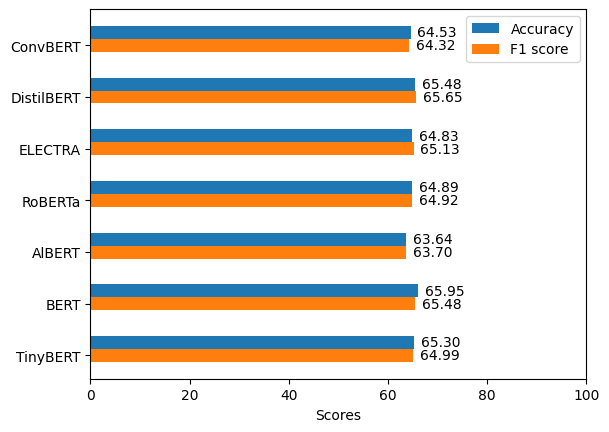 Accuracy
F1 score
ConvBERT
64.53
64.32
DistilBERT
65.48
65.65
ELECTRA
64.83
65.13
RoBERTa
64.89
64.92
AlBERT
63.64
63.70
BERT
65.95
65.48
TinyBERT
65.30
64.99
0 20 40 60 80 100
Scores